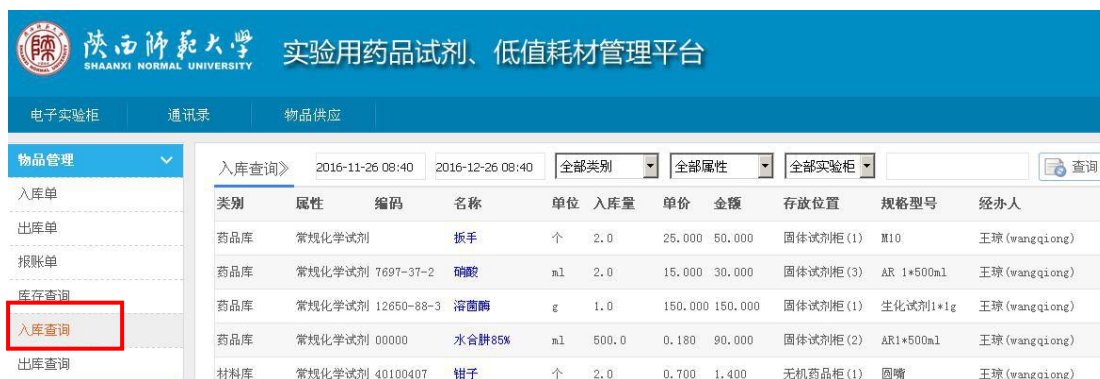 陕西师范大学 实验用药品试剂、低值耗材管理平台
SHAANXI NORMAL UNIVERSITY
电子实验柜 通讯录 物品供应
物品管理
入库单
出库单
报账单
库存查询
入库查询
出库查询
入库查询》 2016-11-26 08:40 2016-12-26 08:40 全部类别 全部属性 全部实验柜 查询
类别 属性 编码 名称 单位 入库量 单价 金额 存放位置 规格型号 经办人
药品库 常规化学试剂 扳手 个 2.0 25.000 50.000 固体试剂柜(1) M10 王琼(wangqiong)
药品库 常规化学试剂 7697-37-2 硝酸 ml 2.0 15.000 30.000 固体试剂柜(3) AR 1*500ml 王琼(wangqiong)
药品库 常规化学试剂 12650-88-3 溶菌酶 g 1.0 150.000 150.000 固体试剂柜(1) 生化试剂1*1g 王琼(wangqiong)
药品库 常规化学试剂 00000 水合肼85% ml 500.0 0.180 90.000 固体试剂柜(2) AR1*500ml 王琼(wangqiong)
材料库 常规化学试剂 40100407 钳子 个 2.0 0.700 1.400 无机药品柜(1) 圆嘴 王琼(wangqiong)